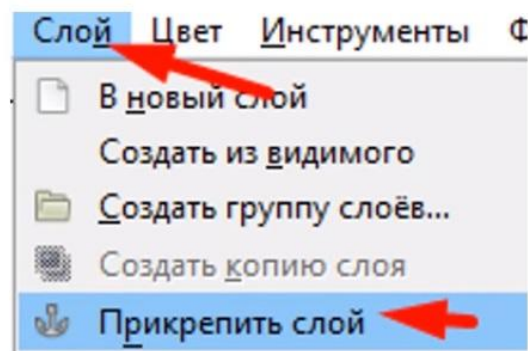 Слой Цвет Инструменты Ф
В новый слой
Создать из видимого
Создать группу слоёв...
Создать копию слоя
Прикрепить слой